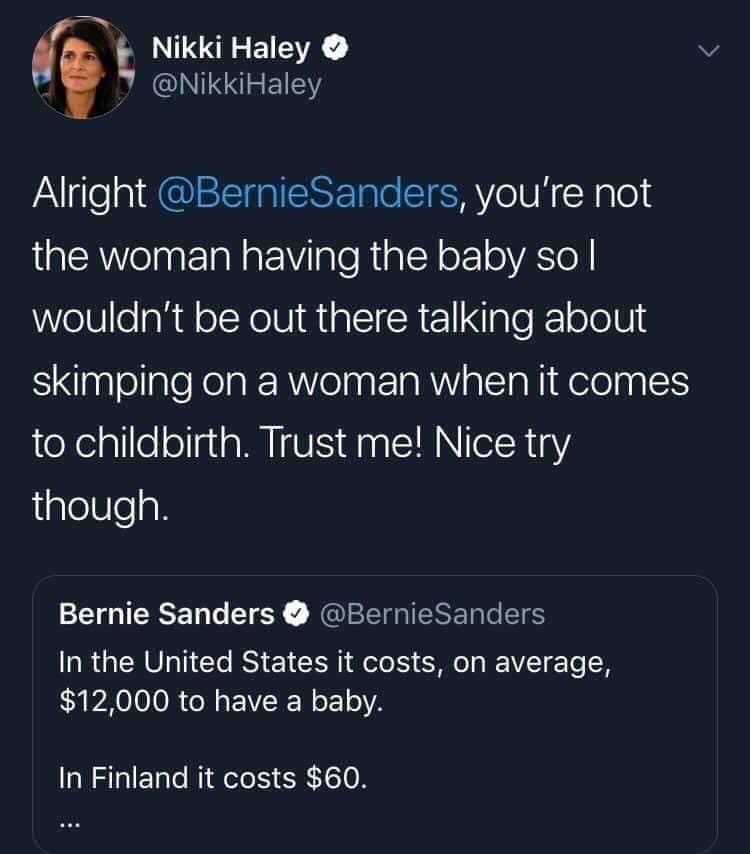 Nikki Haley
@NikkiHaley
Alright @BernieSanders, you're not
the woman having the baby so I
wouldn't be out there talking about
skimping on a woman when it comes
to childbirth. Trust me! Nice try
though.
Bernie Sanders @BernieSanders
In the United States it costs, on average,
$12,000 to have a baby.
In Finland it costs $60.
...